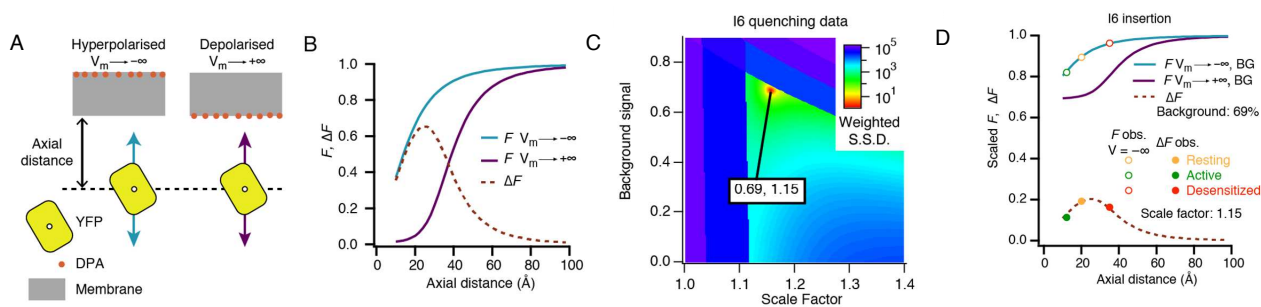 A
Hyperpolarised
Vm → -∞
Depolarised
Vm → +∞
Axial
distance
YFP
DPA
Membrane
B
F, ΔF
1.0
0.8
0.6
0.4
0.2
0.0
F Vm → -∞
F Vm → +∞
ΔF
0 20 40 60 80 100
Axial distance (Å)
C
I6 quenching data
Background signal
0.8
0.6
0.4
0.2
0.0
10^5
10^3
10^1
Weighted
S.S.D.
0.69, 1.15
1.0 1.1 1.2 1.3 1.4
Scale Factor
D
I6 insertion
Scaled F, ΔF
1.0
0.8
0.6
0.4
0.2
0.0
F Vm → -∞, BG
F Vm → +∞, BG
ΔF
Background: 69%
F obs.
V = -∞
ΔF obs.
Resting
Active
Desensitized
Scale factor: 1.15
0 20 40 60 80 100
Axial distance (Å)